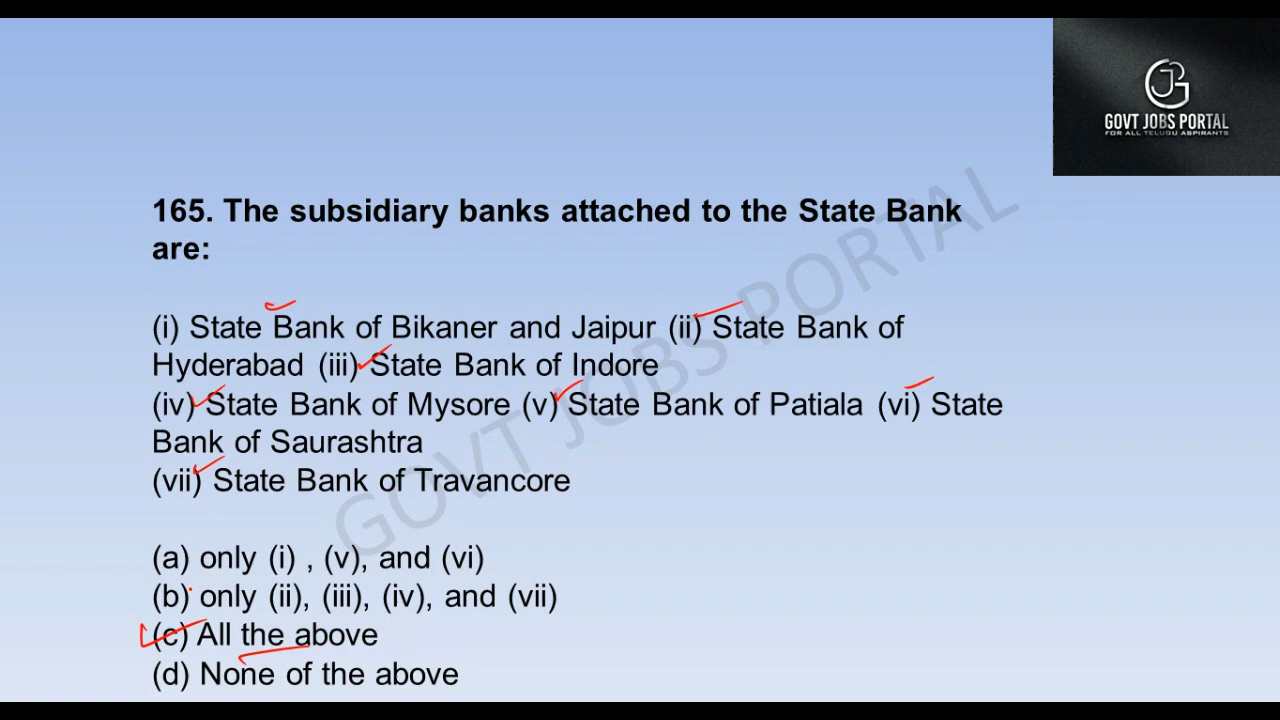 GOVT JOBS PORTAL
FOR ALL TELUGU ASPIRANTS
165. The subsidiary banks attached to the State Bank
are:
(i) State Bank of Bikaner and Jaipur (ii) State Bank of
Hyderabad (iii) State Bank of Indore
(iv) State Bank of Mysore (v) State Bank of Patiala (vi) State
Bank of Saurashtra
(vii) State Bank of Travancore
(a) only (i) , (v), and (vi)
(b) only (ii), (iii), (iv), and (vii)
(c) All the above
(d) None of the above
GOVT JOBS PORTAL